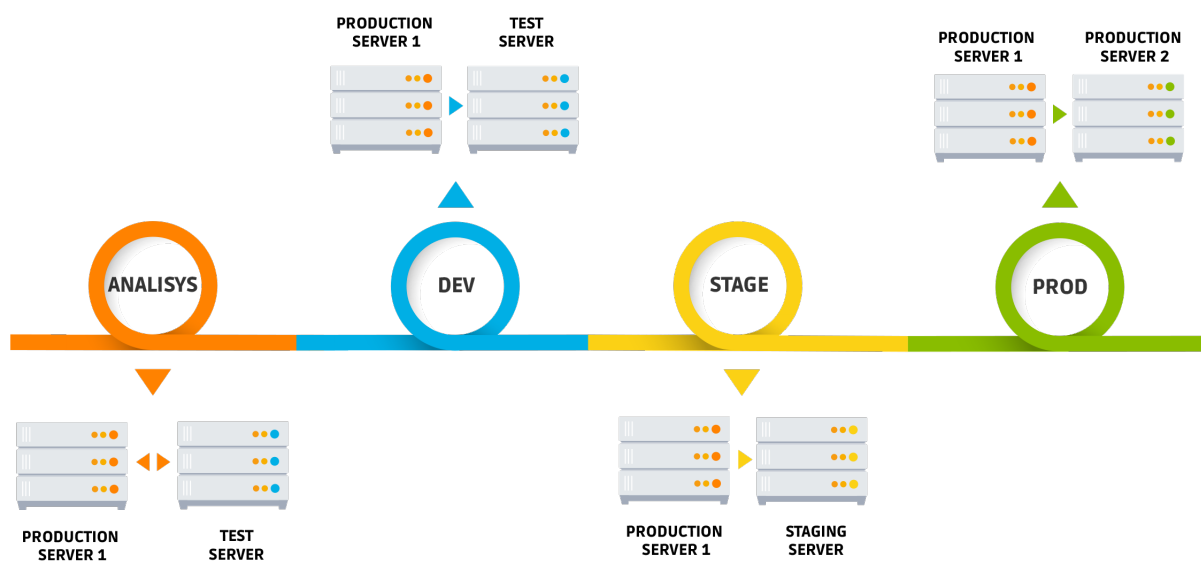 PRODUCTION
SERVER 1
TEST
SERVER
PRODUCTION
SERVER 1
PRODUCTION
SERVER 2
ANALISYS
DEV
STAGE
PROD
PRODUCTION
SERVER 1
TEST
SERVER
PRODUCTION
SERVER 1
STAGING
SERVER